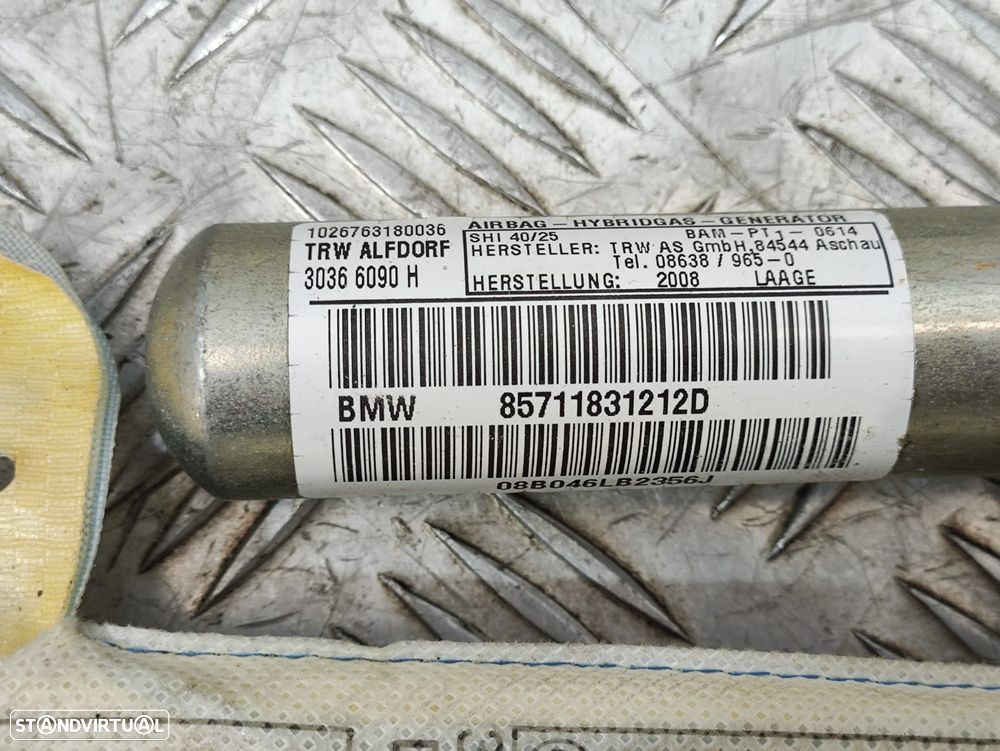 1026763180036
TRW ALFDORF
3036 6090 H
AIRBAG - HYBRIDGAS - GENERATOR
SHI 40/25 BAM-PT1- 0614
HERSTELLER: TRW AS GmbH,84544 Aschau
Tel. 08638 / 965-0
HERSTELLUNG: 2008 LAAGE
BMW 85711831212D
08B046LB2356J
STANDVIRTUAL